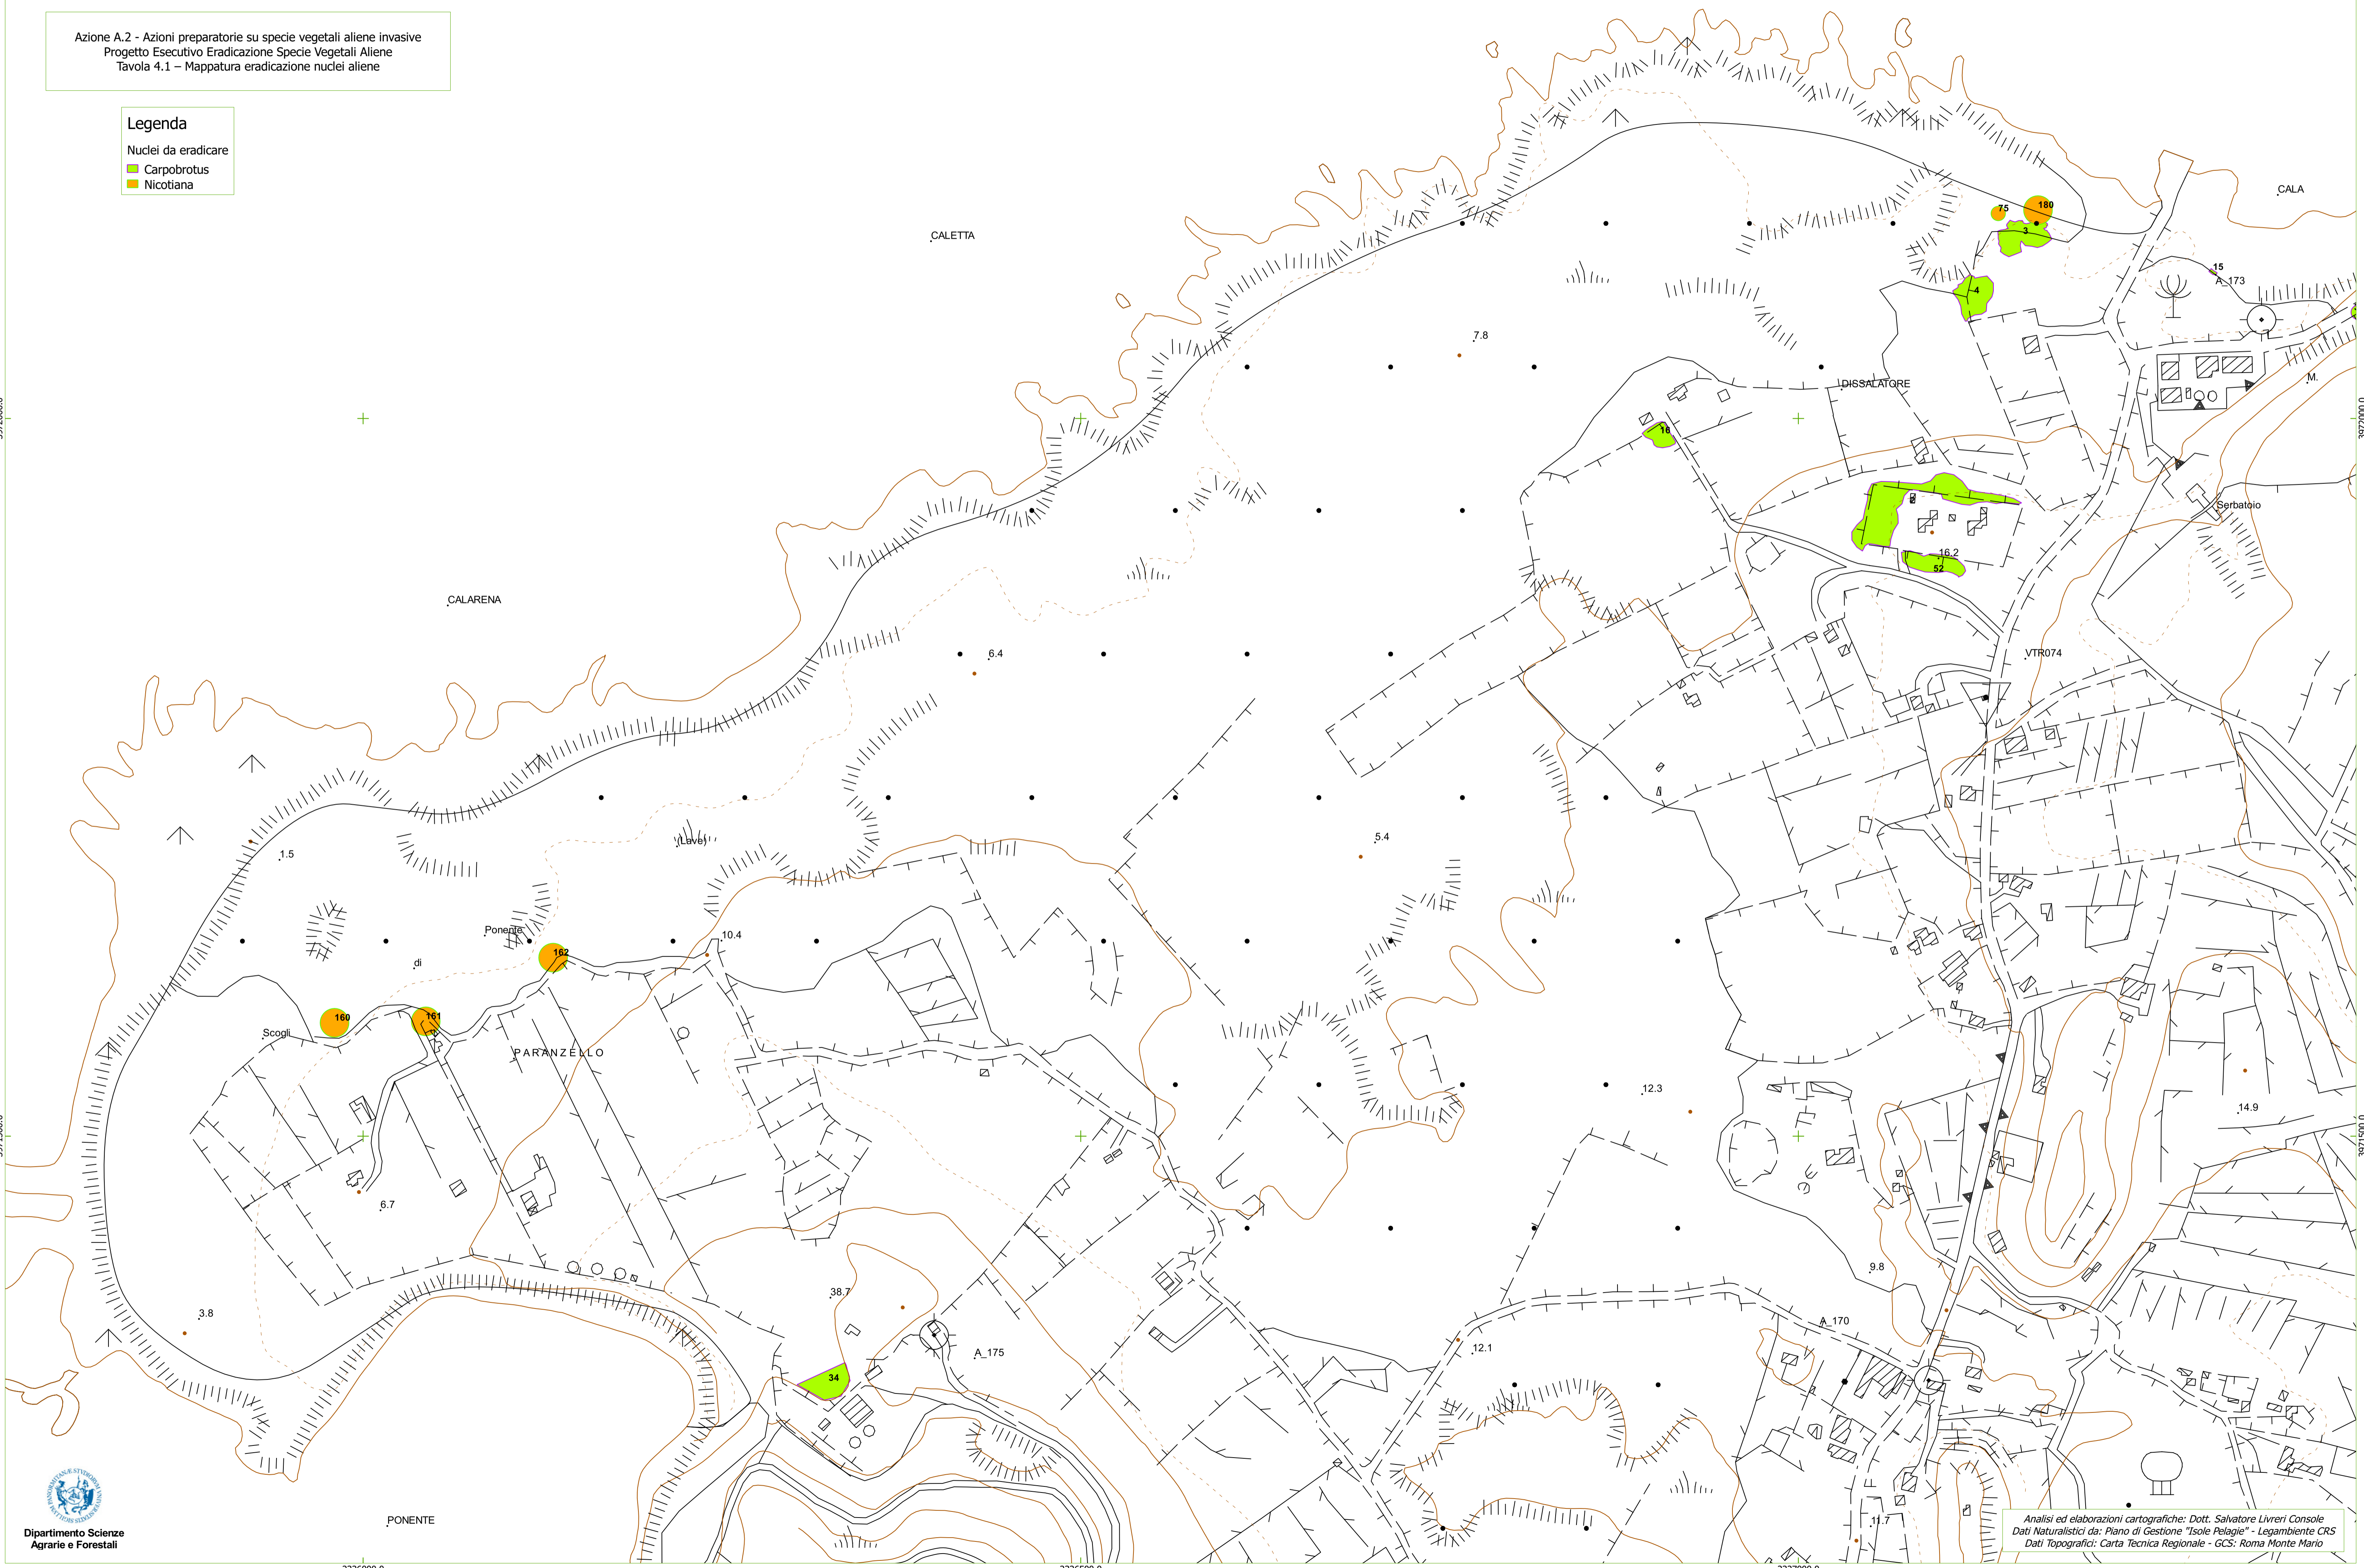 Azione A.2 - Azioni preparatorie su specie vegetali aliene invasive
Progetto Esecutivo Eradicazione Specie Vegetali Aliene
Tavola 4.1 – Mappatura eradicazione nuclei aliene
Legenda
Nuclei da eradicare
Carpobrotus
Nicotiana
CALA
75
180
3
CALETTA
15
A_173
4
7.8
M.
DISSALATORE
3972000.0
16
2
Serbatoio
16.2
52
CALARENA
6.4
VTR074
5.4
(Lave)
1.5
Ponente
10.4
162
di
160
161
Scogli
PARANZELLO
12.3
14.9
6.7
9.8
38.7
3.8
A_170
A_175
12.1
34
3971500.0
PONENTE
11.7
Dipartimento Scienze
Agrarie e Forestali
Analisi ed elaborazioni cartografiche: Dott. Salvatore Livreri Console
Dati Naturalistici da: Piano di Gestione "Isole Pelagie" - Legambiente CRS
Dati Topografici: Carta Tecnica Regionale - GCS: Roma Monte Mario